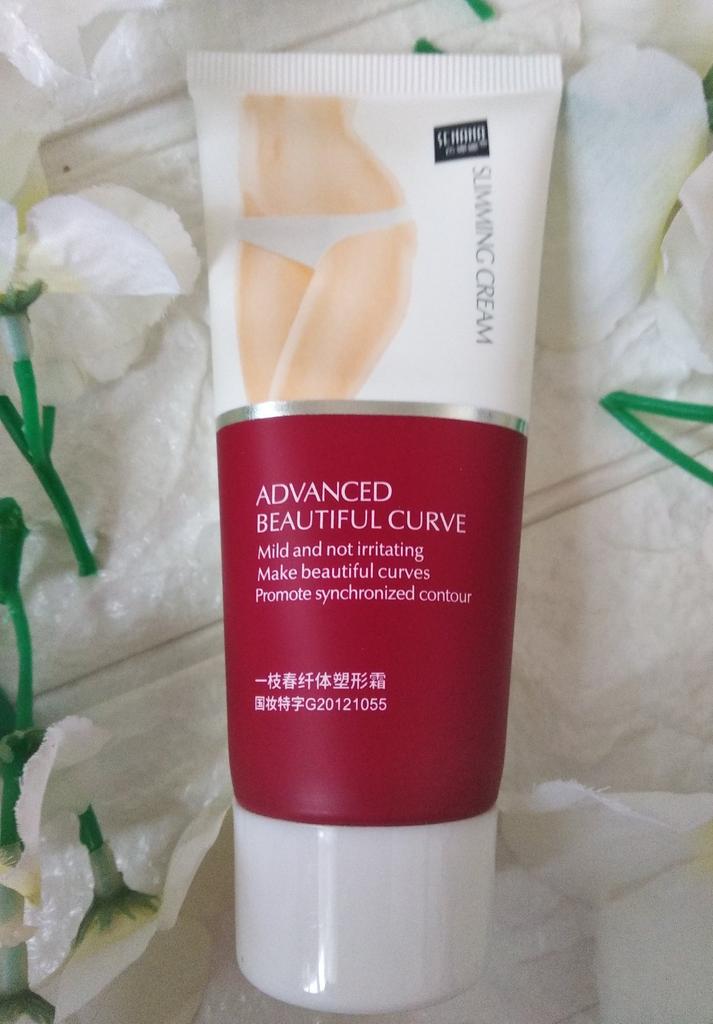 SENANA
SLIMMING CREAM
ADVANCED
BEAUTIFUL CURVE
Mild and not irritating
Make beautiful curves
Promote synchronized contour
一枝春纤体塑形霜
国妆特字G20121055